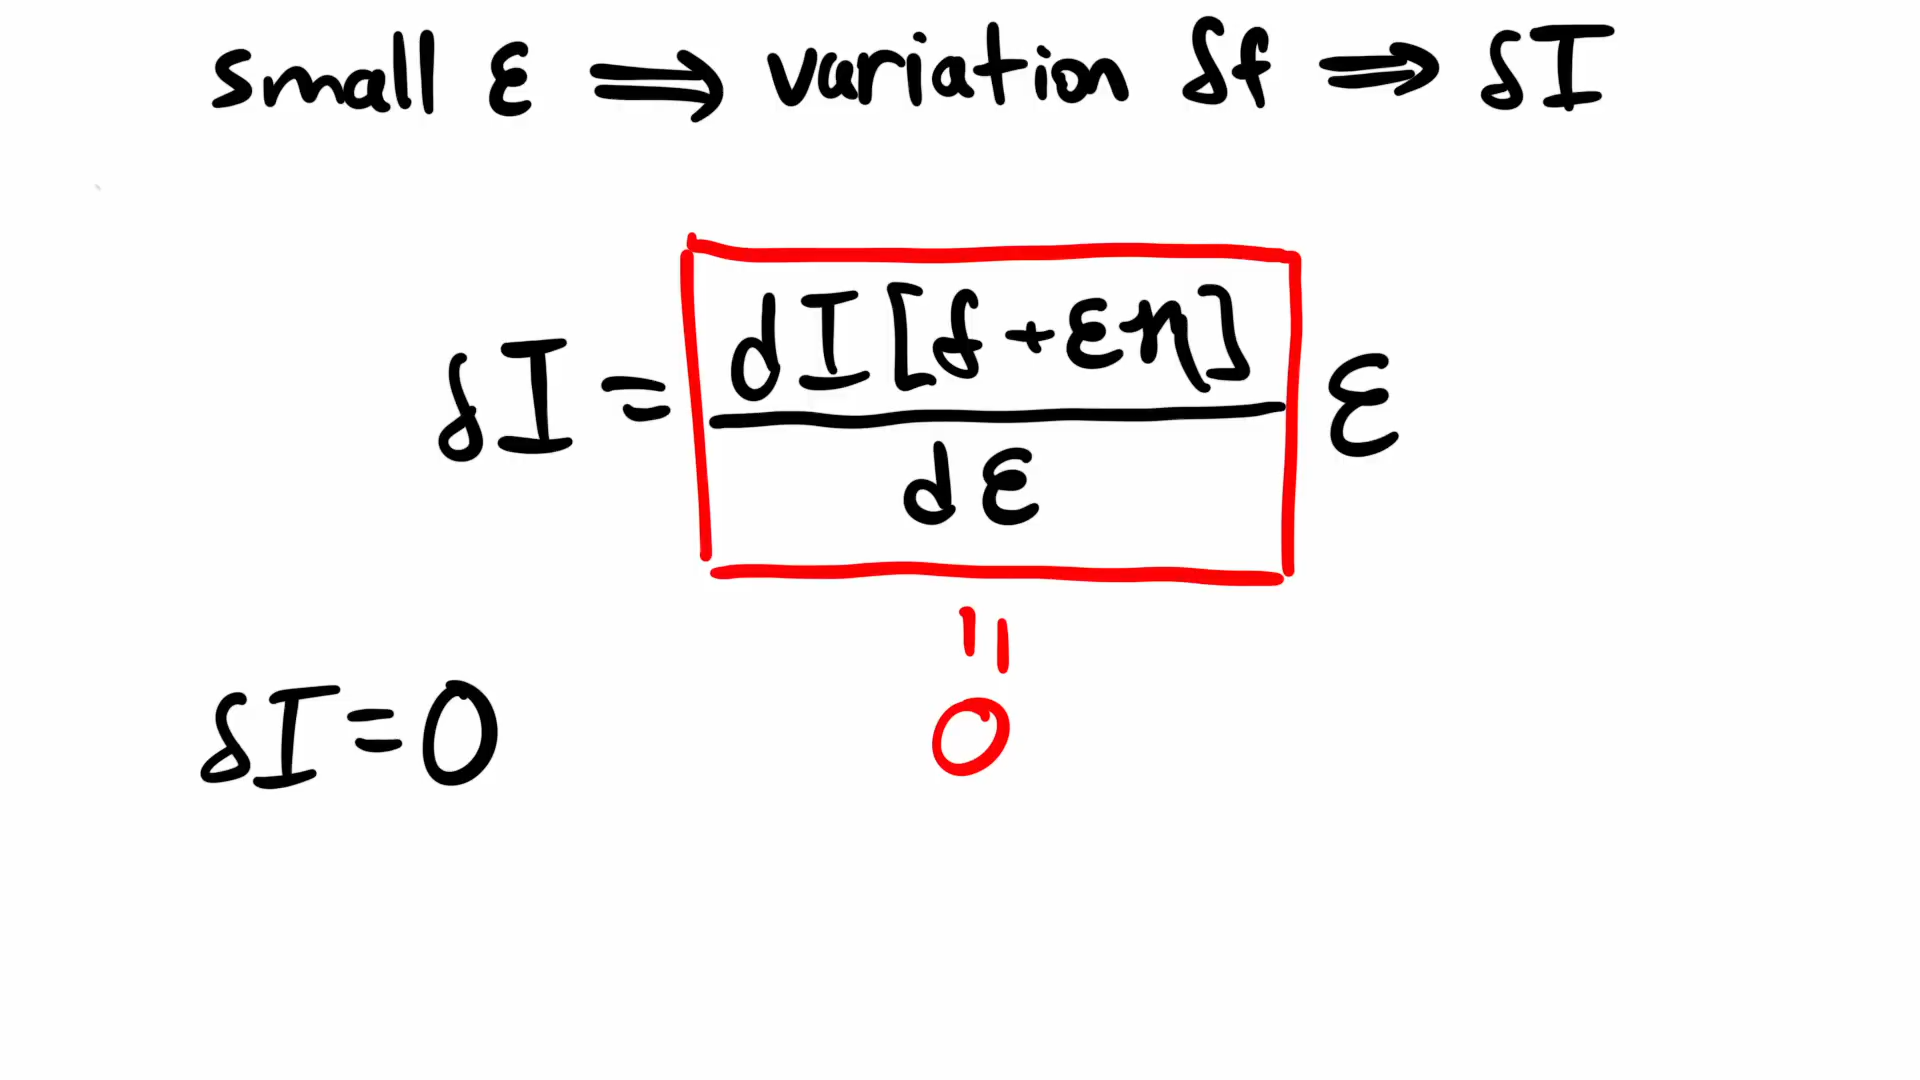 small ε ⟹ variation δf ⟹ δI
δI = dI[f+εη]/dε ε
=
0
δI=0